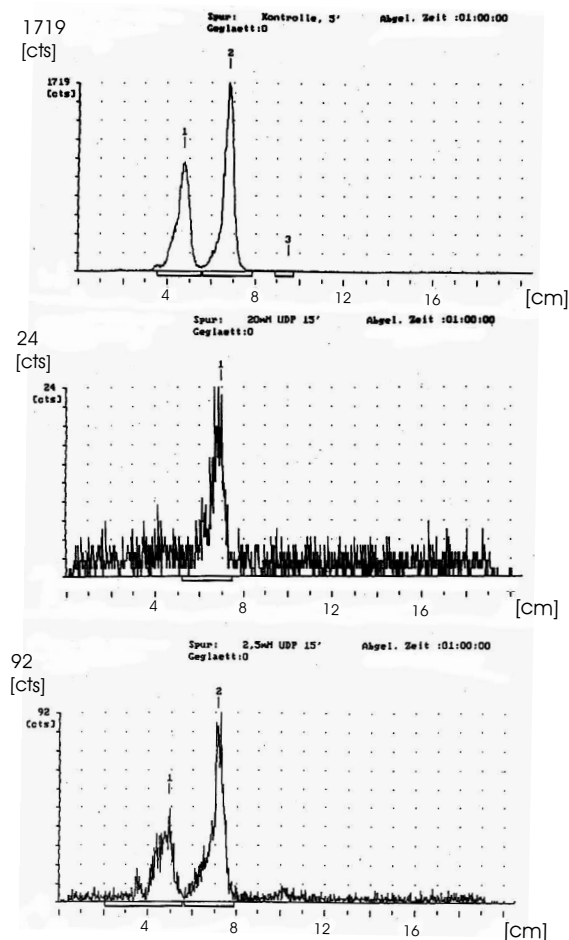 1719
[cts]
Spur: Kontrolle, 5' Abgel. Zeit :01:00:00
Geglaett:0
1719
[cts]
1
2
3
4 8 12 16 [cm]
24
[cts]
Spur: 20mM UDP 15' Abgel. Zeit :01:00:00
Geglaett:0
24
[cts]
1
4 8 12 16 [cm]
92
[cts]
Spur: 2,5mM UDP 15' Abgel. Zeit :01:00:00
Geglaett:0
92
[cts]
1
2
4 8 12 16 [cm]